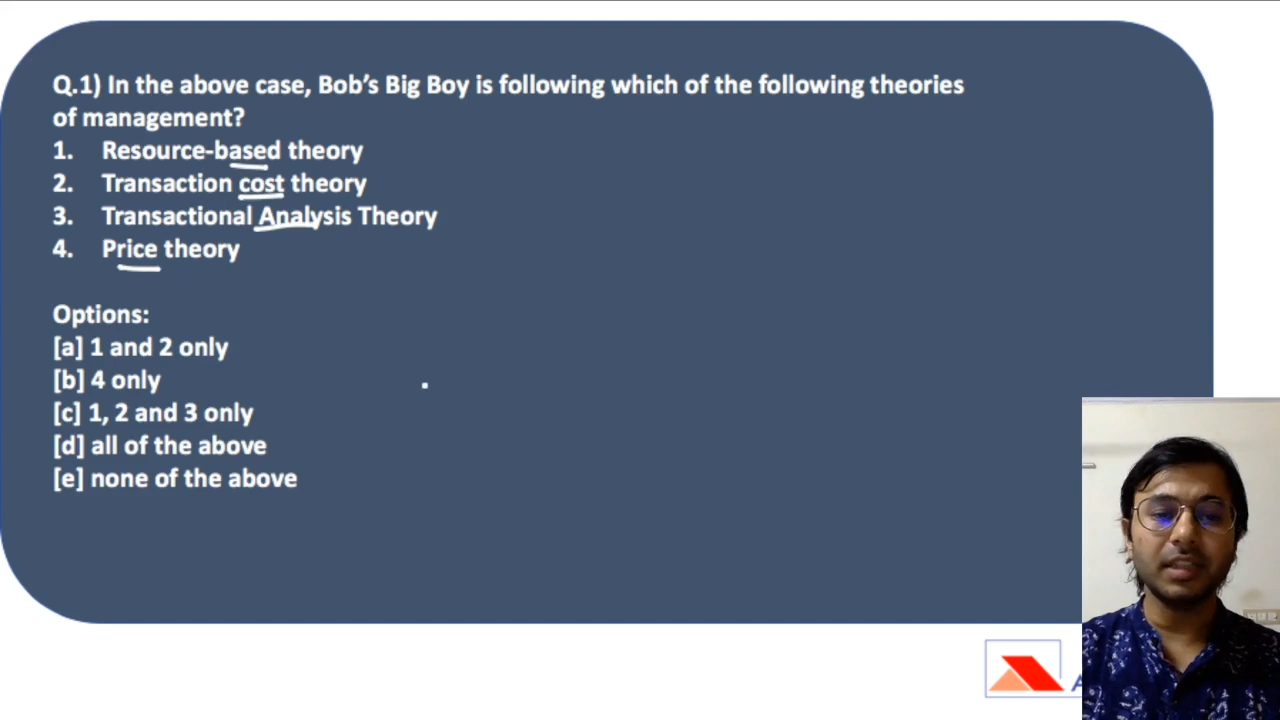 Q.1) In the above case, Bob's Big Boy is following which of the following theories
of management?
1. Resource-based theory
2. Transaction cost theory
3. Transactional Analysis Theory
4. Price theory
Options:
[a] 1 and 2 only
[b] 4 only
[c] 1, 2 and 3 only
[d] all of the above
[e] none of the above